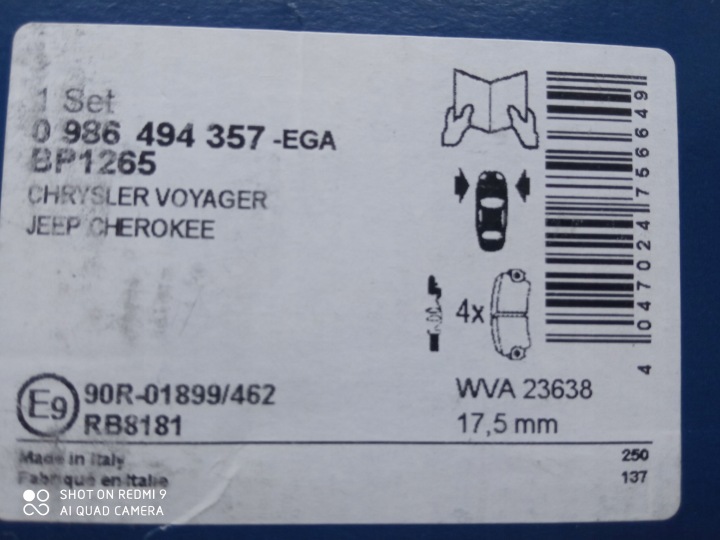 1 Set
0 986 494 357 -EGA
BP1265
CHRYSLER VOYAGER
JEEP CHEROKEE
4x
4 047024 756649
E9
90R-01899/462
RB8181
WVA 23638
17,5 mm
Made in Italy
Fabriqué en Italie
250
137
SHOT ON REDMI 9
AI QUAD CAMERA